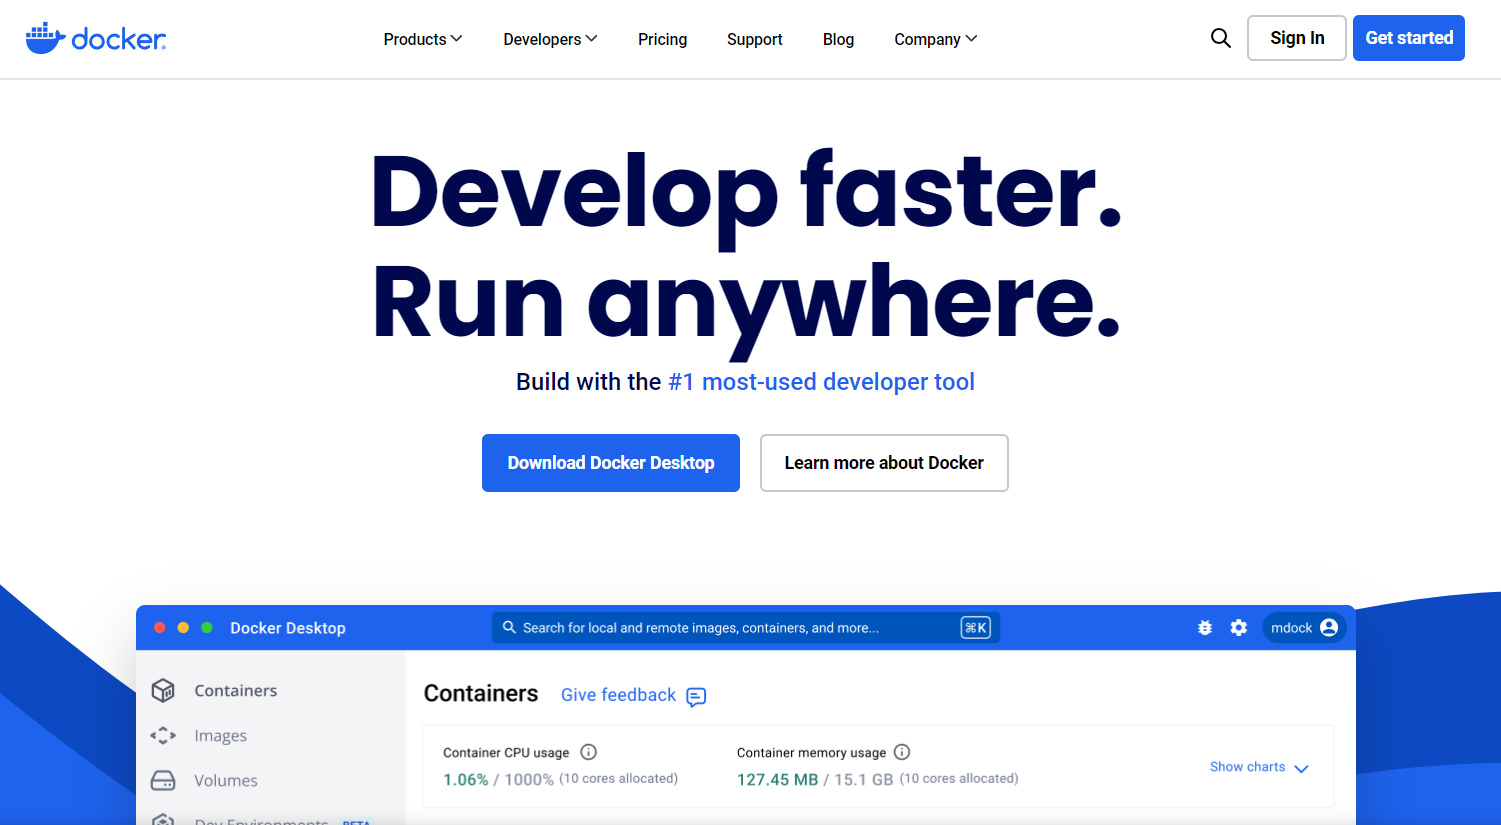 docker
Products Developers Pricing Support Blog Company Sign In Get started
Develop faster.
Run anywhere.
Build with the #1 most-used developer tool
Download Docker Desktop Learn more about Docker
Docker Desktop Search for local and remote images, containers, and more... ⌘K mdock
Containers
Images
Volumes
Dev Environments BETA
Containers Give feedback
Container CPU usage Container memory usage
1.06% / 1000% (10 cores allocated) 127.45 MB / 15.1 GB (10 cores allocated)
Show charts